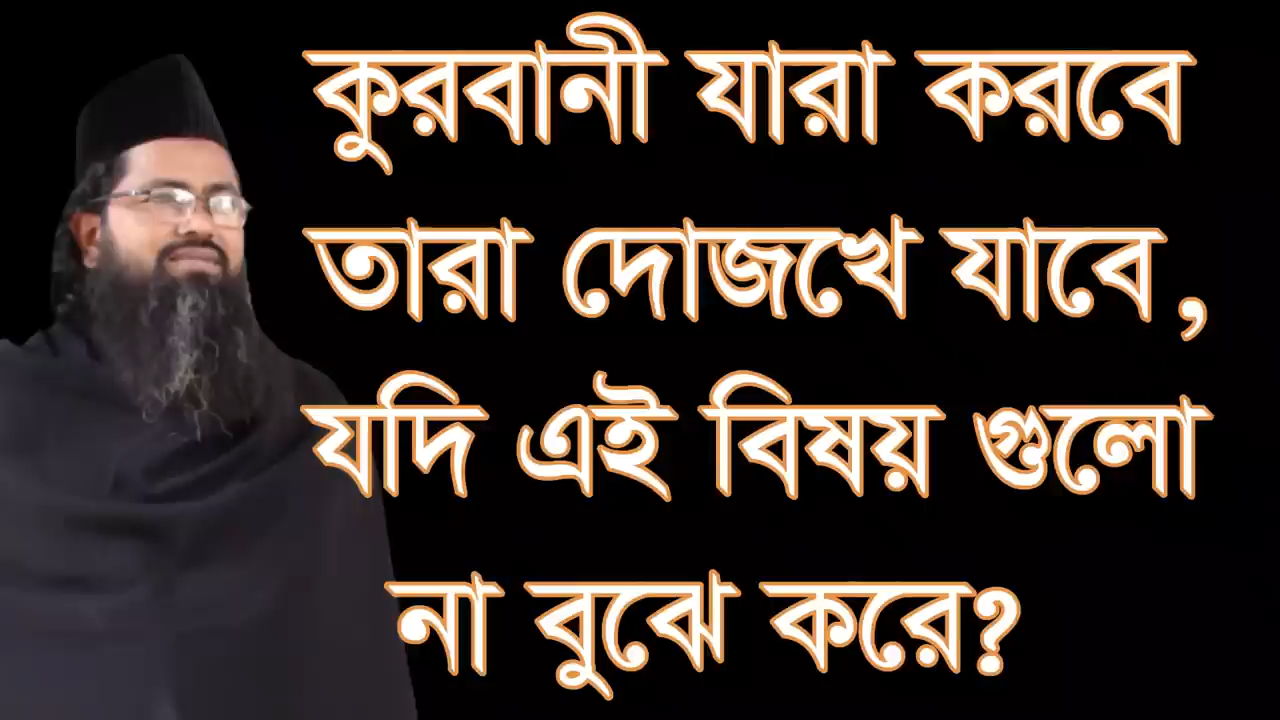 কুরবানী যারা করবে
তারা দোজখে যাবে,
যদি এই বিষয় গুলো
না বুঝে করে?